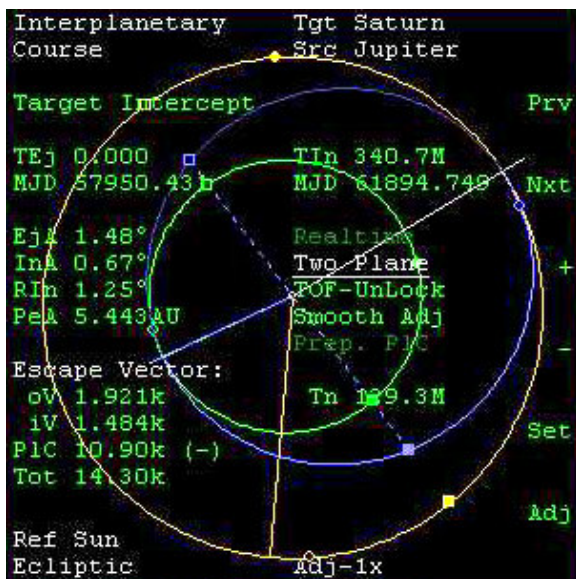 Interplanetary Tgt Saturn
Course Src Jupiter
Target Intercept Prv
TEj 0.000 TIn 340.7M
MJD 57950.431 MJD 61894.749 Nxt
EjA 1.48° Realtime
InA 0.67° Two Plane +
RIn 1.25° TOF-UnLock
PeA 5.443AU Smooth Adj
Prep. PlC -
Escape Vector:
oV 1.921k Tn 139.3M
iV 1.484k Set
PlC 10.90k (-)
Tot 14.30k
Adj
Ref Sun
Ecliptic Adj-1x